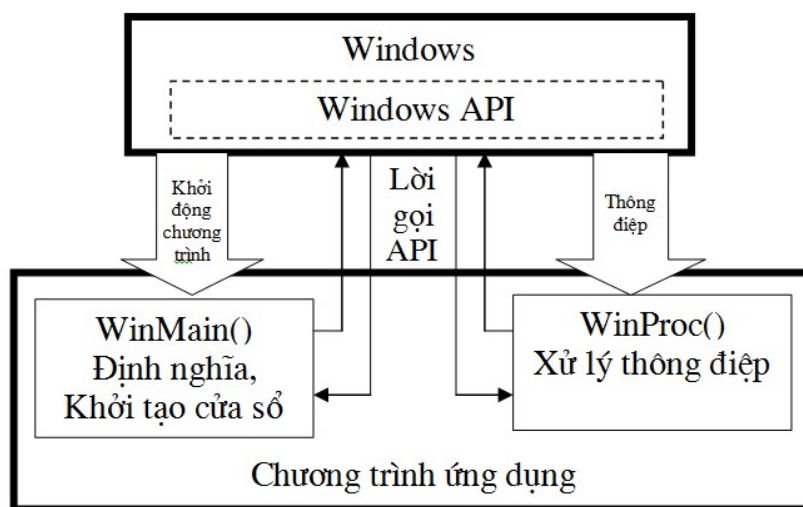 Windows
Windows API
Khởi
động
chương
trình
Lời
gọi
API
Thông
điệp
WinMain()
Định nghĩa,
Khởi tạo cửa sổ
WinProc()
Xử lý thông điệp
Chương trình ứng dụng